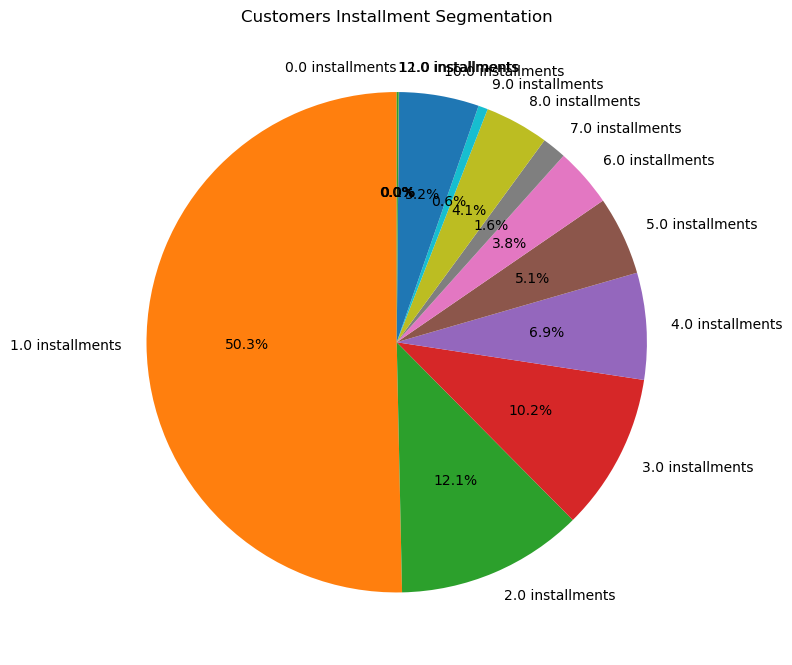 Customers Installment Segmentation
0.0 installments
12.0 installments
10.0 installments
9.0 installments
8.0 installments
7.0 installments
6.0 installments
5.0 installments
4.0 installments
3.0 installments
2.0 installments
1.0 installments
0.6%
4.1%
1.6%
3.8%
5.1%
6.9%
10.2%
12.1%
50.3%